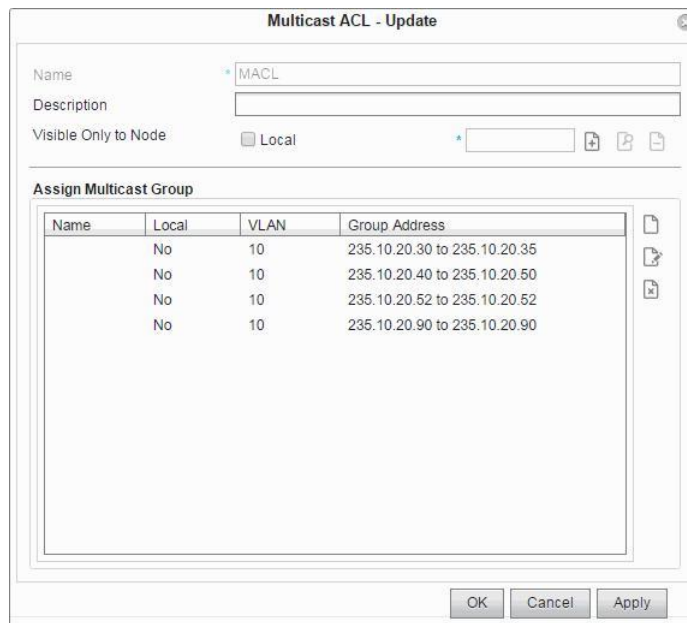 Multicast ACL - Update
Name * MACL
Description
Visible Only to Node Local *
Assign Multicast Group
Name Local VLAN Group Address
No 10 235.10.20.30 to 235.10.20.35
No 10 235.10.20.40 to 235.10.20.50
No 10 235.10.20.52 to 235.10.20.52
No 10 235.10.20.90 to 235.10.20.90
OK Cancel Apply